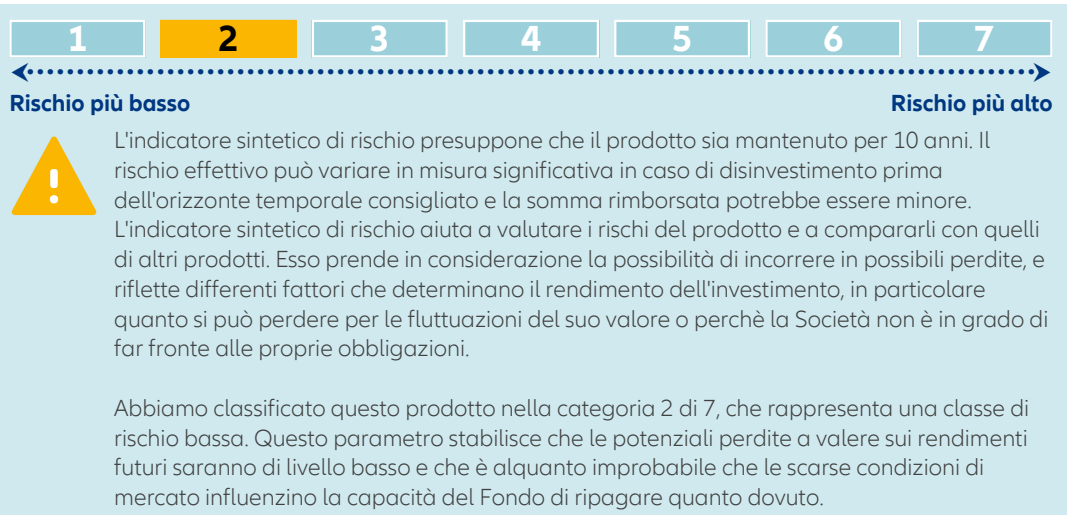 1 2 3 4 5 6 7
Rischio più basso Rischio più alto
L'indicatore sintetico di rischio presuppone che il prodotto sia mantenuto per 10 anni. Il
rischio effettivo può variare in misura significativa in caso di disinvestimento prima
dell'orizzonte temporale consigliato e la somma rimborsata potrebbe essere minore.
L'indicatore sintetico di rischio aiuta a valutare i rischi del prodotto e a compararli con quelli
di altri prodotti. Esso prende in considerazione la possibilità di incorrere in possibili perdite, e
riflette differenti fattori che determinano il rendimento dell'investimento, in particolare
quanto si può perdere per le fluttuazioni del suo valore o perchè la Società non è in grado di
far fronte alle proprie obbligazioni.
Abbiamo classificato questo prodotto nella categoria 2 di 7, che rappresenta una classe di
rischio bassa. Questo parametro stabilisce che le potenziali perdite a valere sui rendimenti
futuri saranno di livello basso e che è alquanto improbabile che le scarse condizioni di
mercato influenzino la capacità del Fondo di ripagare quanto dovuto.